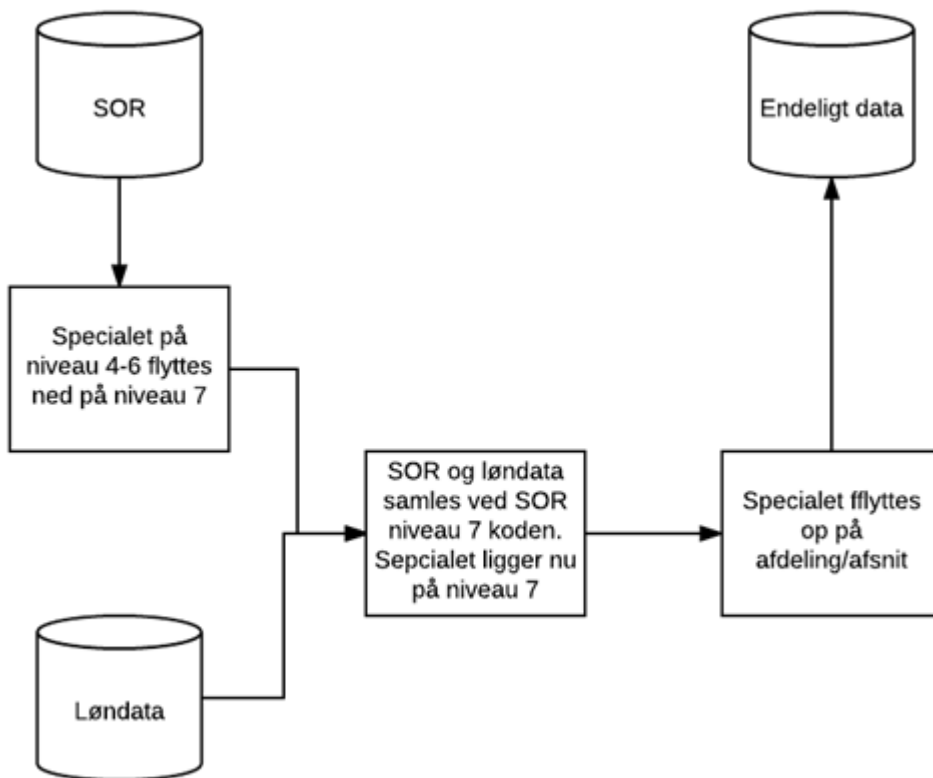 SOR
Endeligt data
Specialet på
niveau 4-6 flyttes
ned på niveau 7
SOR og løndata
samles ved SOR
niveau 7 koden.
Sepcialet ligger nu
på niveau 7
Specialet fflyttes
op på
afdeling/afsnit
Løndata